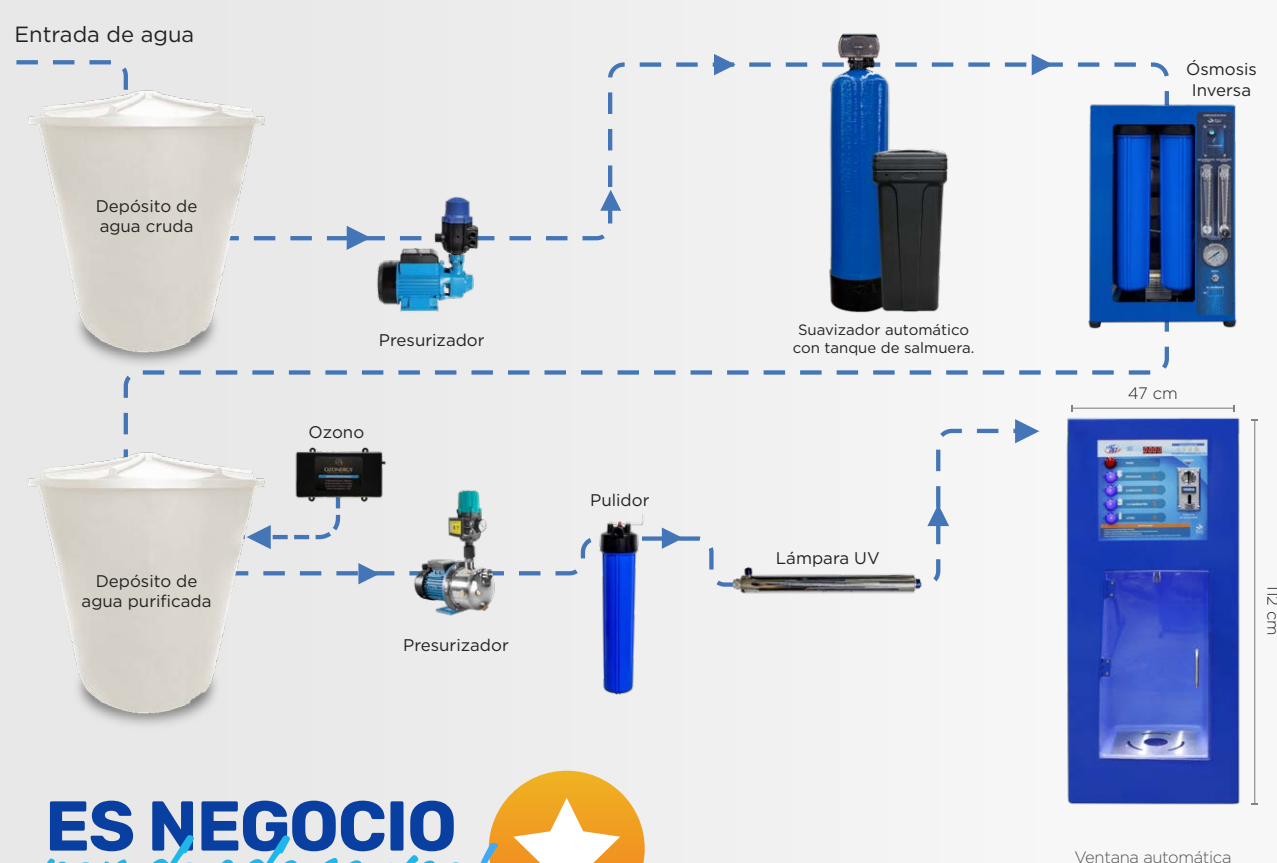 Entrada de agua
Ósmosis
Inversa
Depósito de
agua cruda
Presurizador
Suavizador automático
con tanque de salmuera.
47 cm
Ozono
OZONERGY
Pulidor
Lámpara UV
Depósito de
agua purificada
112 cm
Presurizador
ES NEGOCIO
Ventana automática